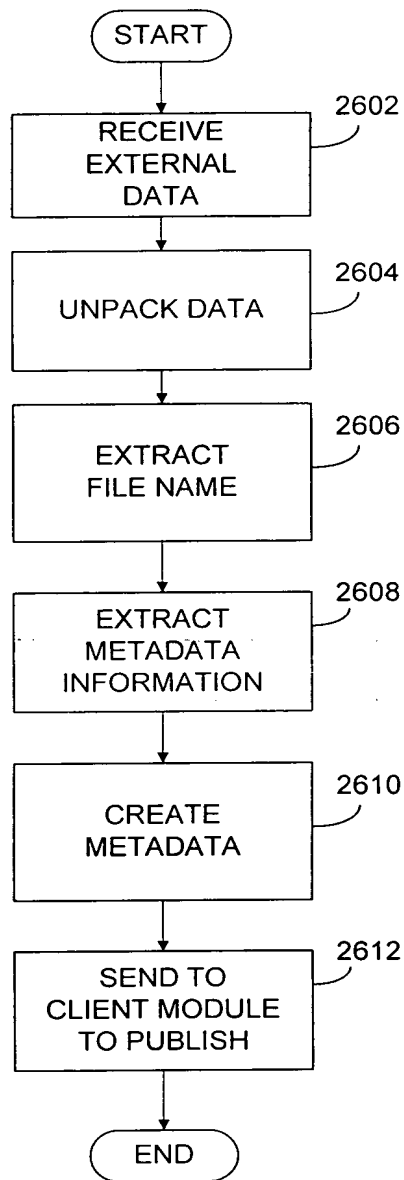 START
2602
RECEIVE
EXTERNAL
DATA
2604
UNPACK DATA
2606
EXTRACT
FILE NAME
2608
EXTRACT
METADATA
INFORMATION
2610
CREATE
METADATA
2612
SEND TO
CLIENT MODULE
TO PUBLISH
END